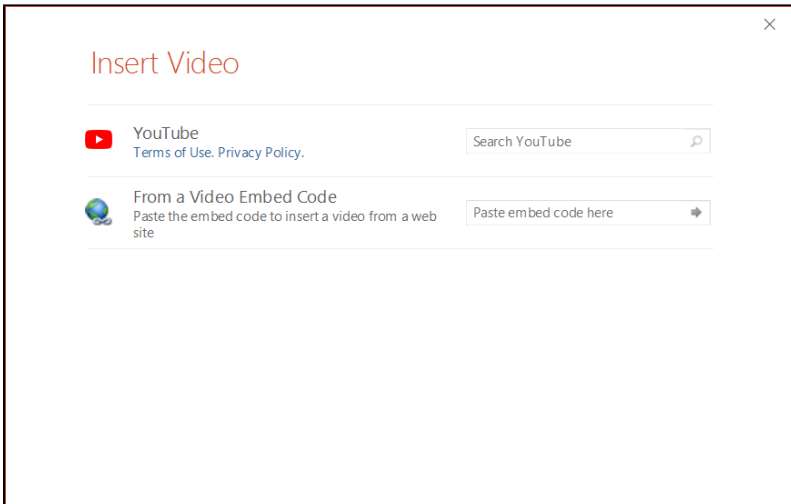 Insert Video
YouTube
Terms of Use. Privacy Policy.
Search YouTube
From a Video Embed Code
Paste the embed code to insert a video from a web
site
Paste embed code here